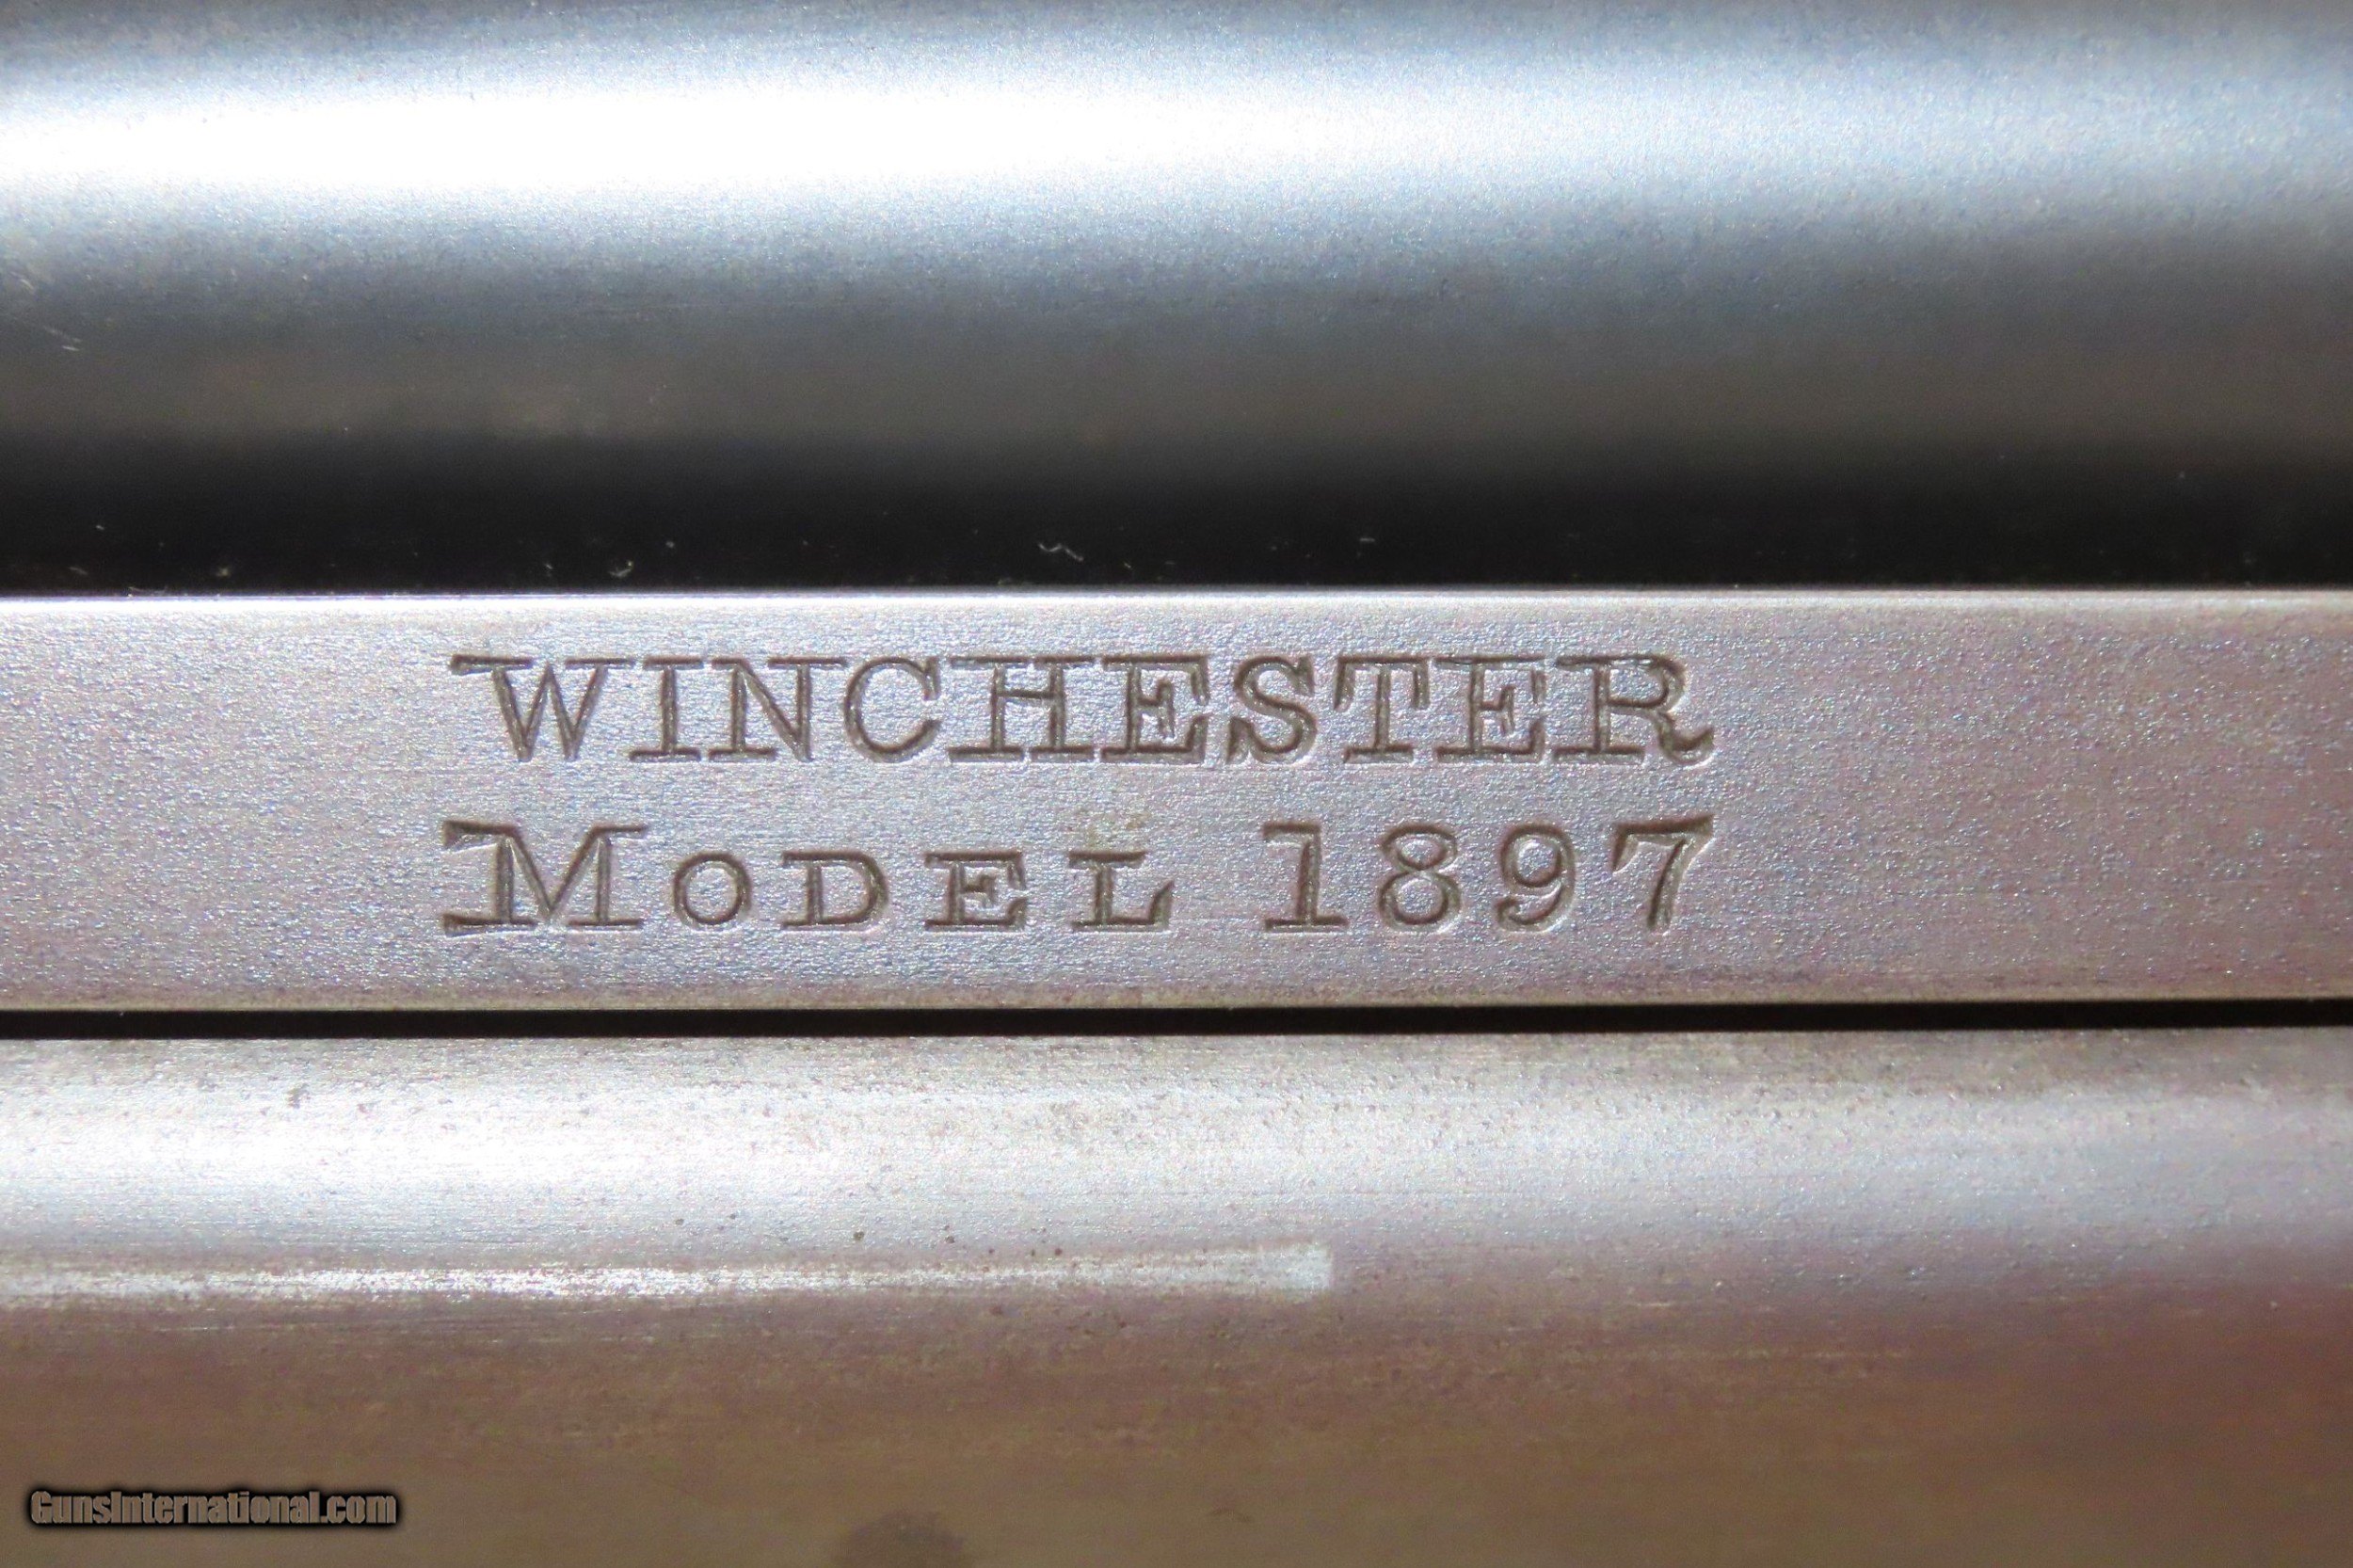 WINCHESTER
MODEL 1897
GunsInternational.com